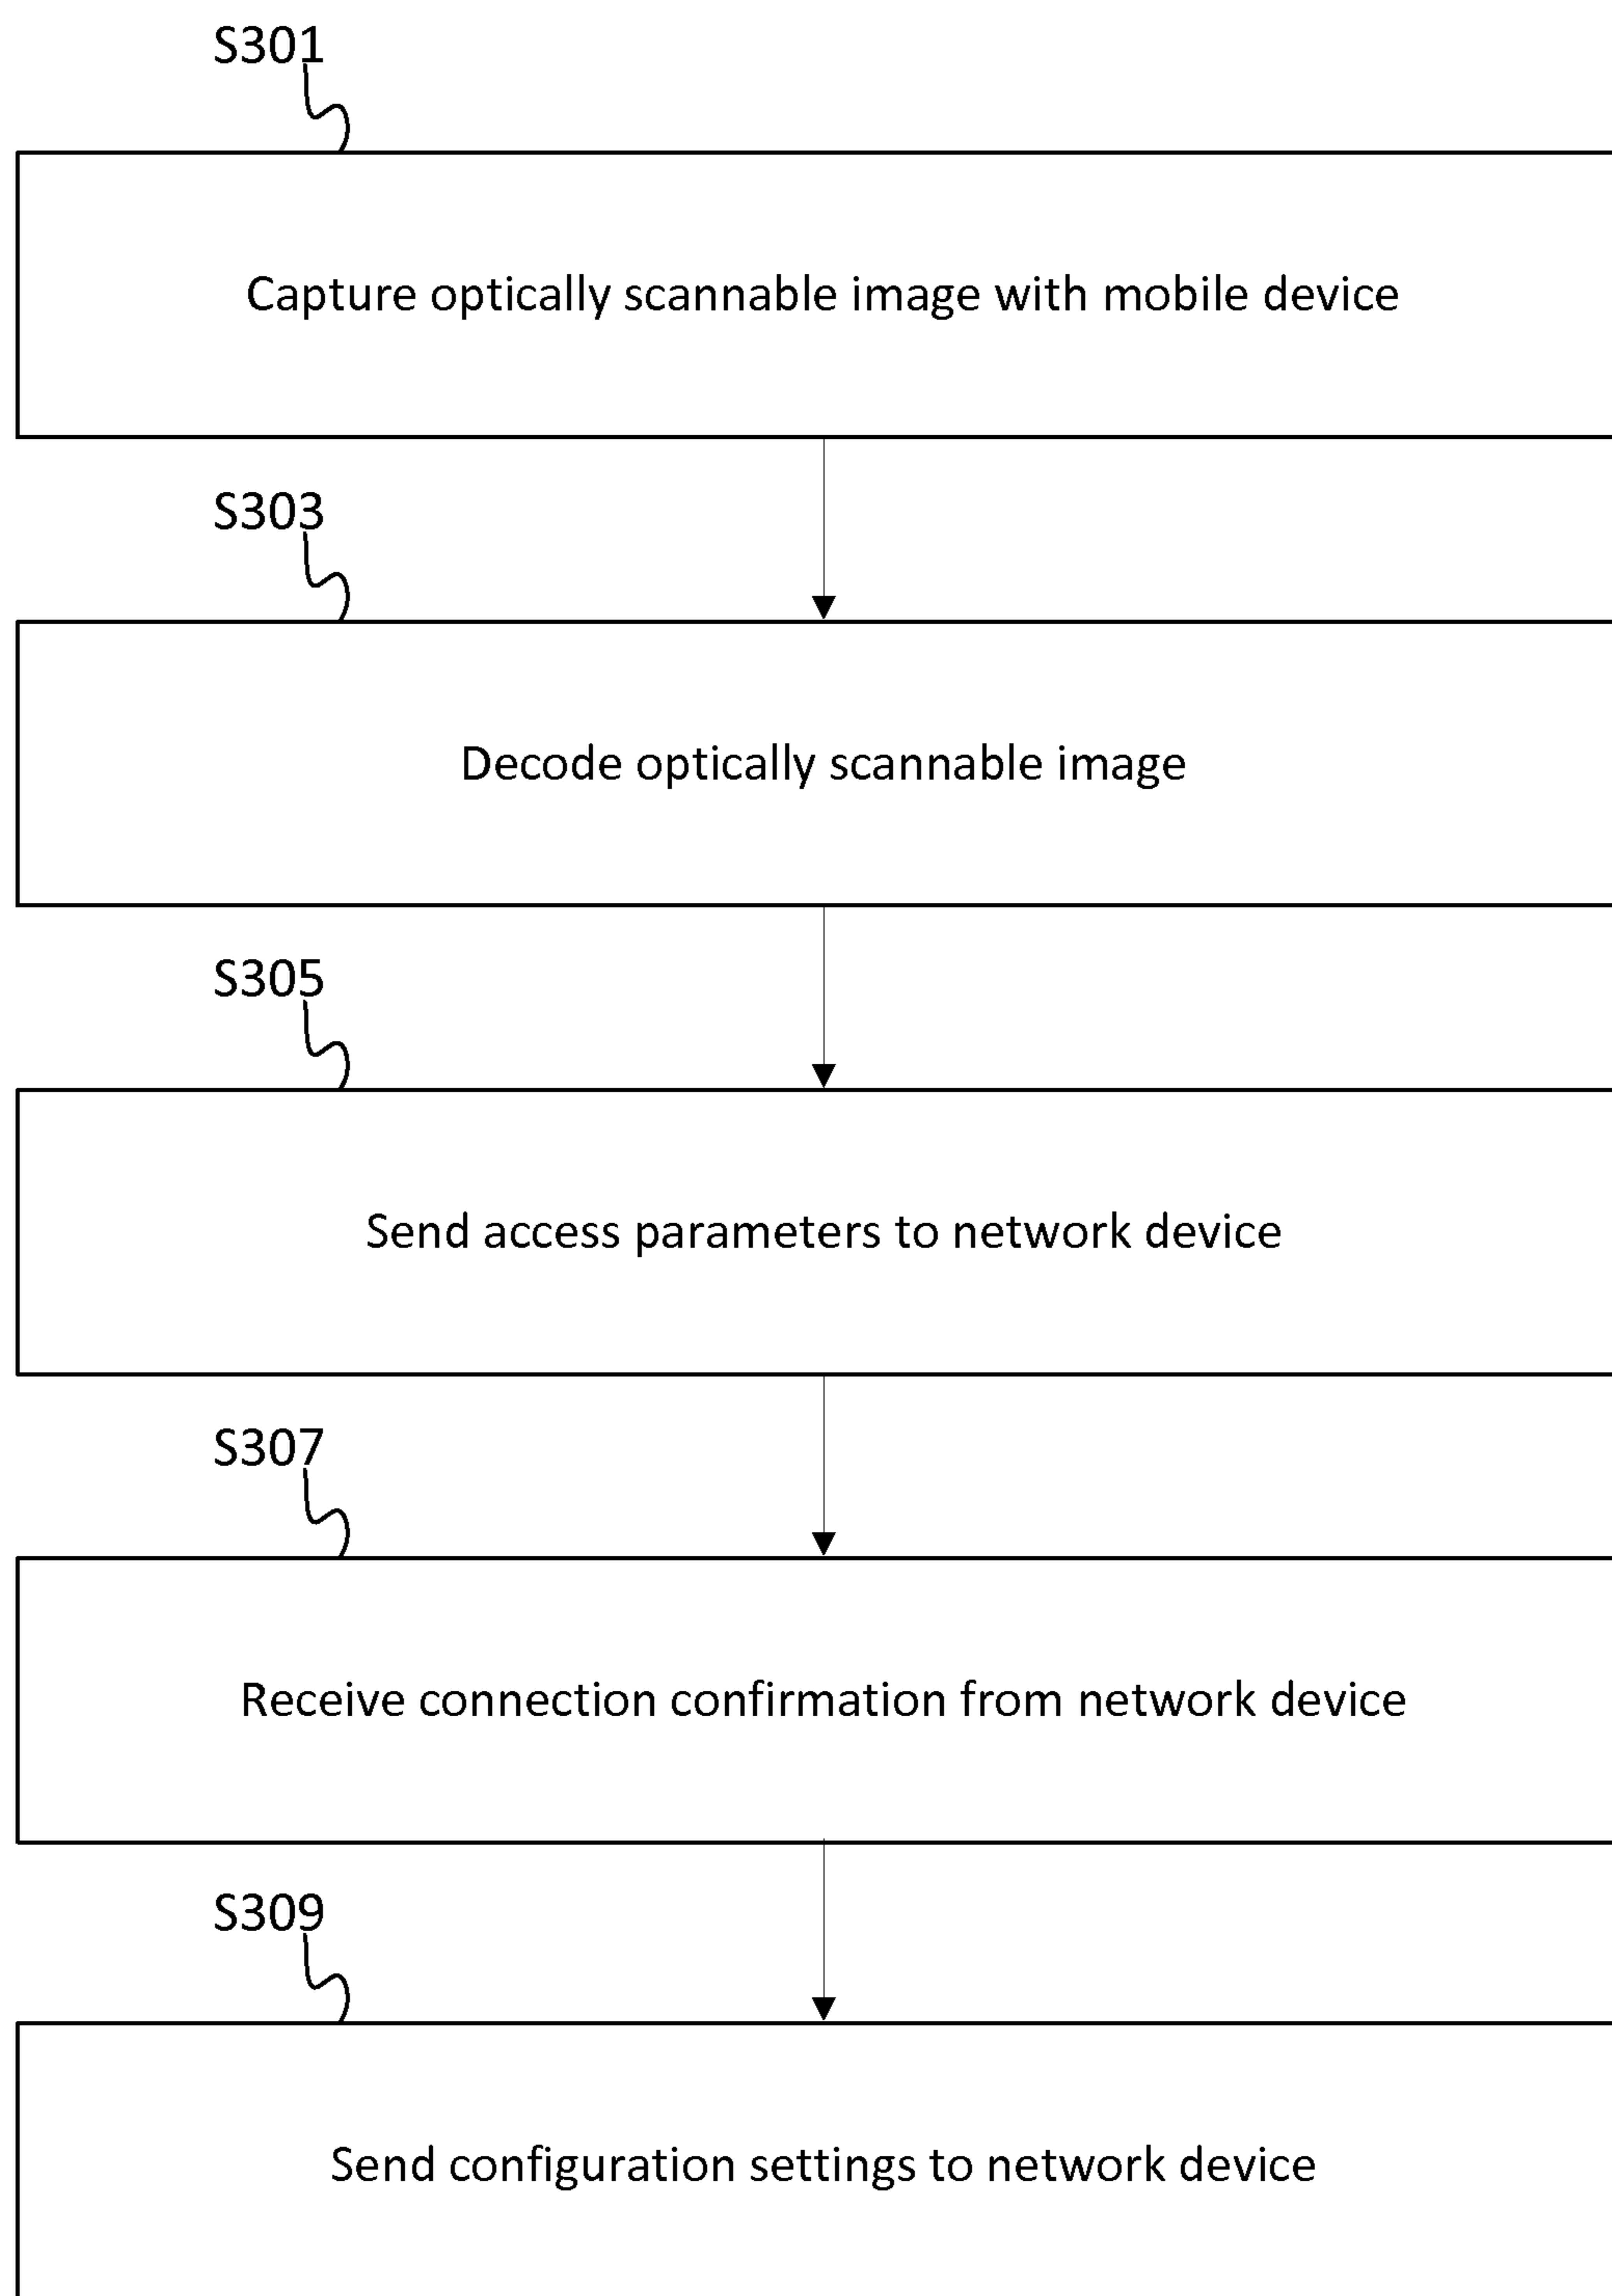 S301
Capture optically scannable image with mobile device
S303
Decode optically scannable image
S305
Send access parameters to network device
S307
Receive connection confirmation from network device
S309
Send configuration settings to network device